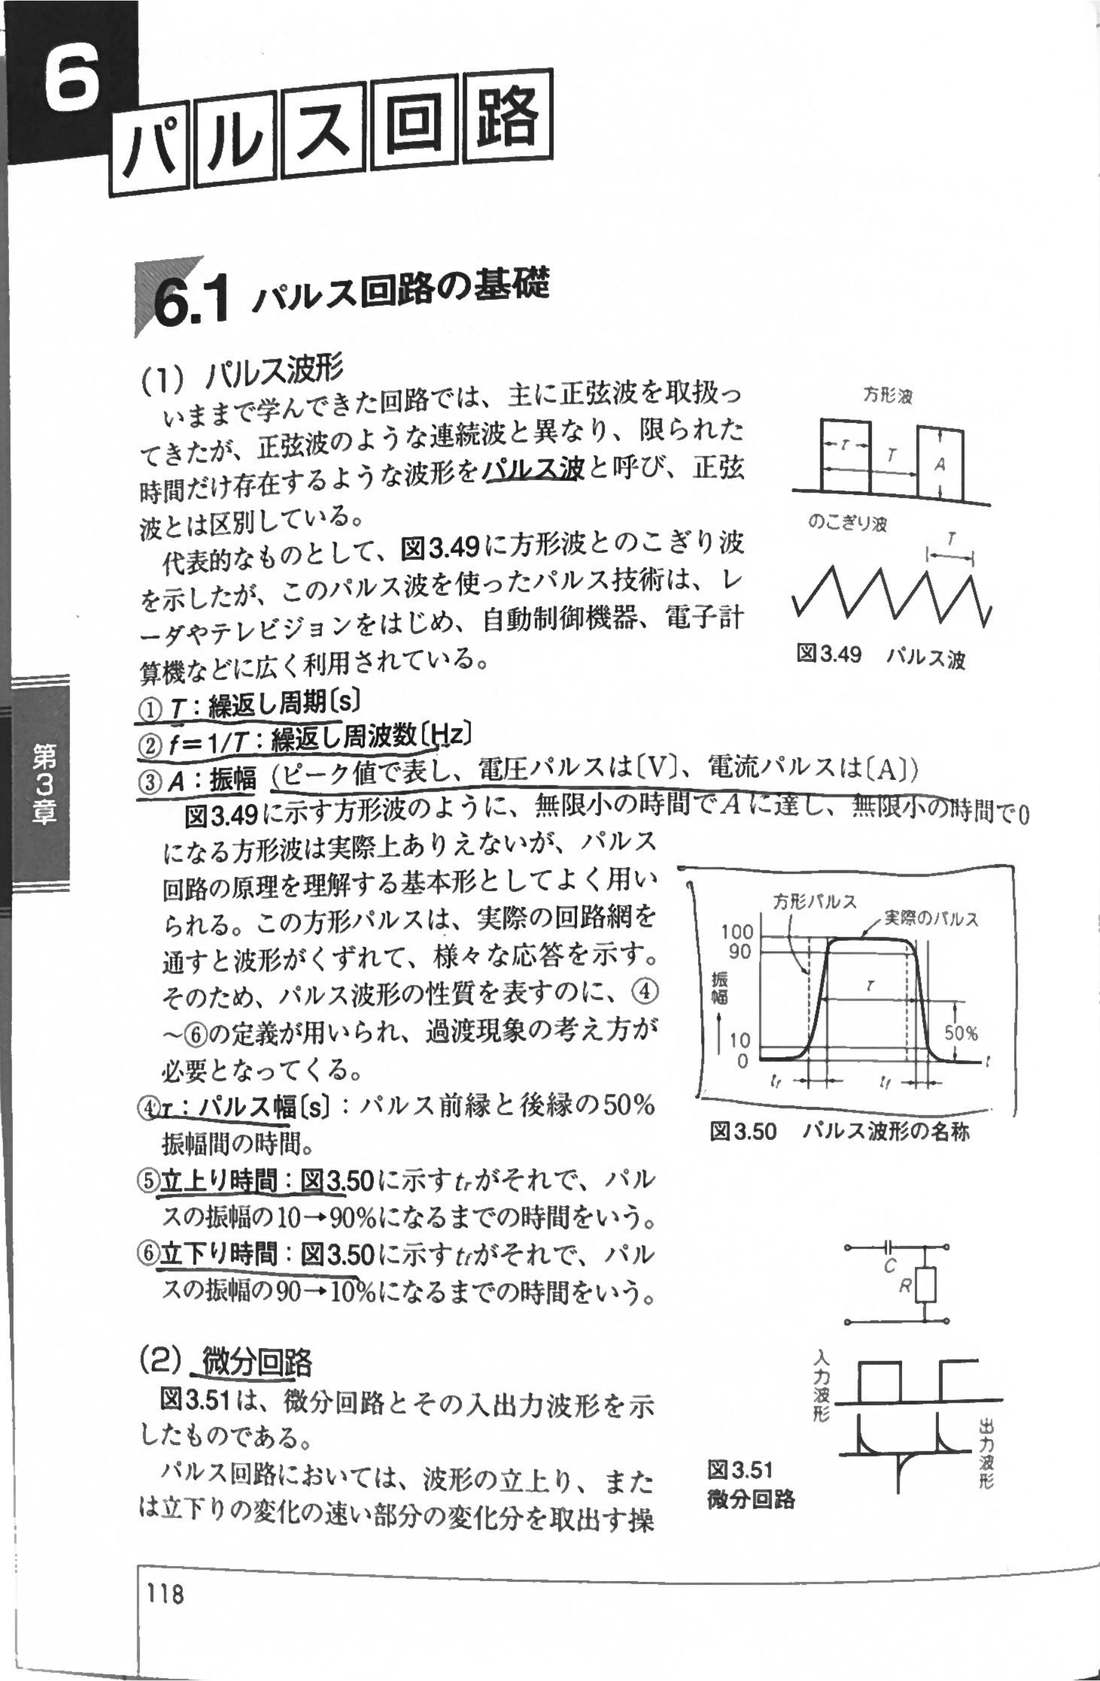 6
パルス回路
6.1 パルス回路の基礎
(1) パルス波形
いままで学んできた回路では、主に正弦波を取扱っ
てきたが、正弦波のような連続波と異なり、限られた
時間だけ存在するような波形をパルス波と呼び、正弦
波とは区別している。
代表的なものとして、図3.49に方形波とのこぎり波
を示したが、このパルス波を使ったパルス技術は、レ
ーダやテレビジョンをはじめ、自動制御機器、電子計
算機などに広く利用されている。
方形波
τ
T
A
のこぎり波
T
図3.49 パルス波
① T：繰返し周期〔s〕
② f＝1/T：繰返し周波数〔Hz〕
③ A：振幅（ピーク値で表し、電圧パルスは〔V〕、電流パルスは〔A〕）
図3.49に示す方形波のように、無限小の時間でAに達し、無限小の時間で0
になる方形波は実際上ありえないが、パルス
回路の原理を理解する基本形としてよく用い
られる。この方形パルスは、実際の回路網を
通すと波形がくずれて、様々な応答を示す。
そのため、パルス波形の性質を表すのに、④
〜⑥の定義が用いられ、過渡現象の考え方が
必要となってくる。
④τ：パルス幅〔s〕：パルス前縁と後縁の50%
振幅間の時間。
⑤立上り時間：図3.50に示すtrがそれで、パル
スの振幅の10→90%になるまでの時間をいう。
⑥立下り時間：図3.50に示すtfがそれで、パル
スの振幅の90→10%になるまでの時間をいう。
方形パルス
実際のパルス
100
90
振幅
τ
50%
10
0
t
tr
tf
図3.50 パルス波形の名称
(2) 微分回路
図3.51は、微分回路とその入出力波形を示
したものである。
パルス回路においては、波形の立上り、また
は立下りの変化の速い部分の変化分を取出す操
C
R
入力波形
出力波形
図3.51
微分回路
第3章
118